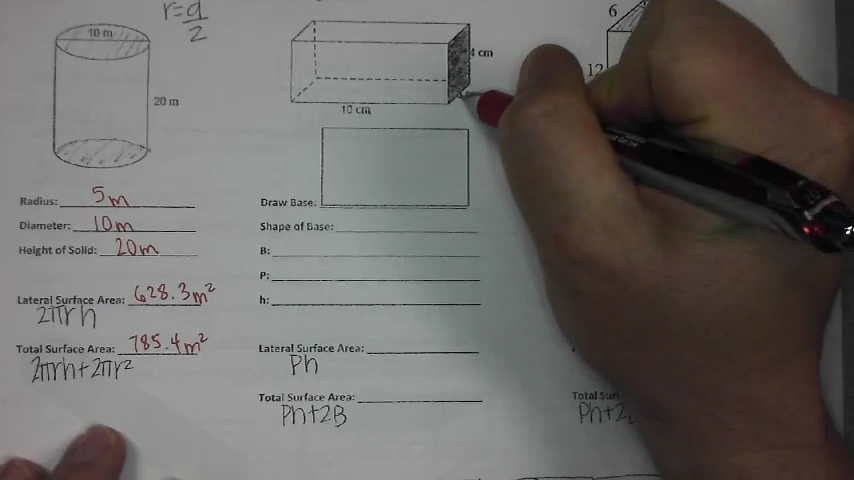 r=d/2
10 m
20 m
4 cm
10 cm
6
12
Radius: 5m
Diameter: 10m
Height of Solid: 20m
Lateral Surface Area: 628.3m²
2πrh
Total Surface Area: 785.4m²
2πrh+2πr²
Draw Base:
Shape of Base:
B:
P:
h:
Lateral Surface Area:
Ph
Total Surface Area:
Ph+2B
Total
Ph+2